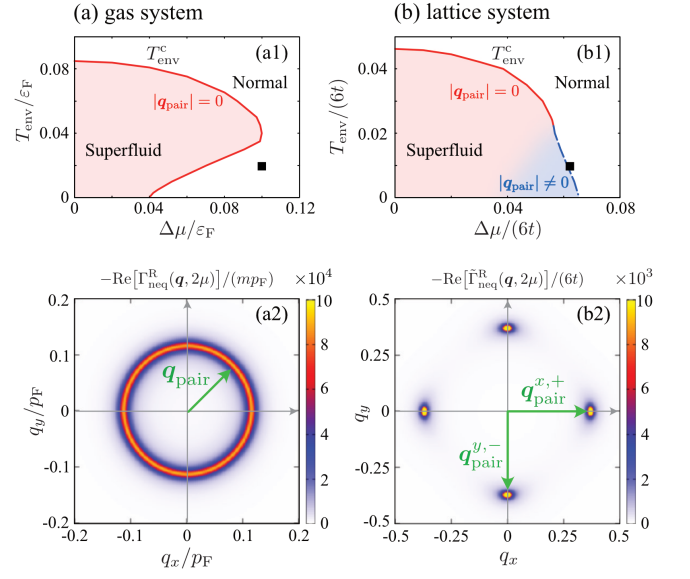 (a) gas system
T^c_env
(a1)
Normal
|q_pair| = 0
Superfluid
T_env/ε_F
0.08
0.04
0
0
0.04
0.08
0.12
Δμ/ε_F
(b) lattice system
T^c_env
(b1)
Normal
|q_pair| = 0
Superfluid
|q_pair| ≠ 0
T_env/(6t)
0.04
0.02
0
0
0.04
0.08
Δμ/(6t)
−Re[Γ^R_neq(q, 2μ)]/(mp_F)
×10^4
(a2)
q_pair
q_y/p_F
0.2
0.1
0
-0.1
-0.2
-0.2
-0.1
0
0.1
0.2
q_x/p_F
10
8
6
4
2
0
−Re[Γ̃^R_neq(q, 2μ)]/(6t)
×10^3
(b2)
q^{x,+}_pair
q^{y,−}_pair
q_y
0.5
0.25
0
-0.25
-0.5
-0.5
-0.25
0
0.25
0.5
q_x
10
8
6
4
2
0